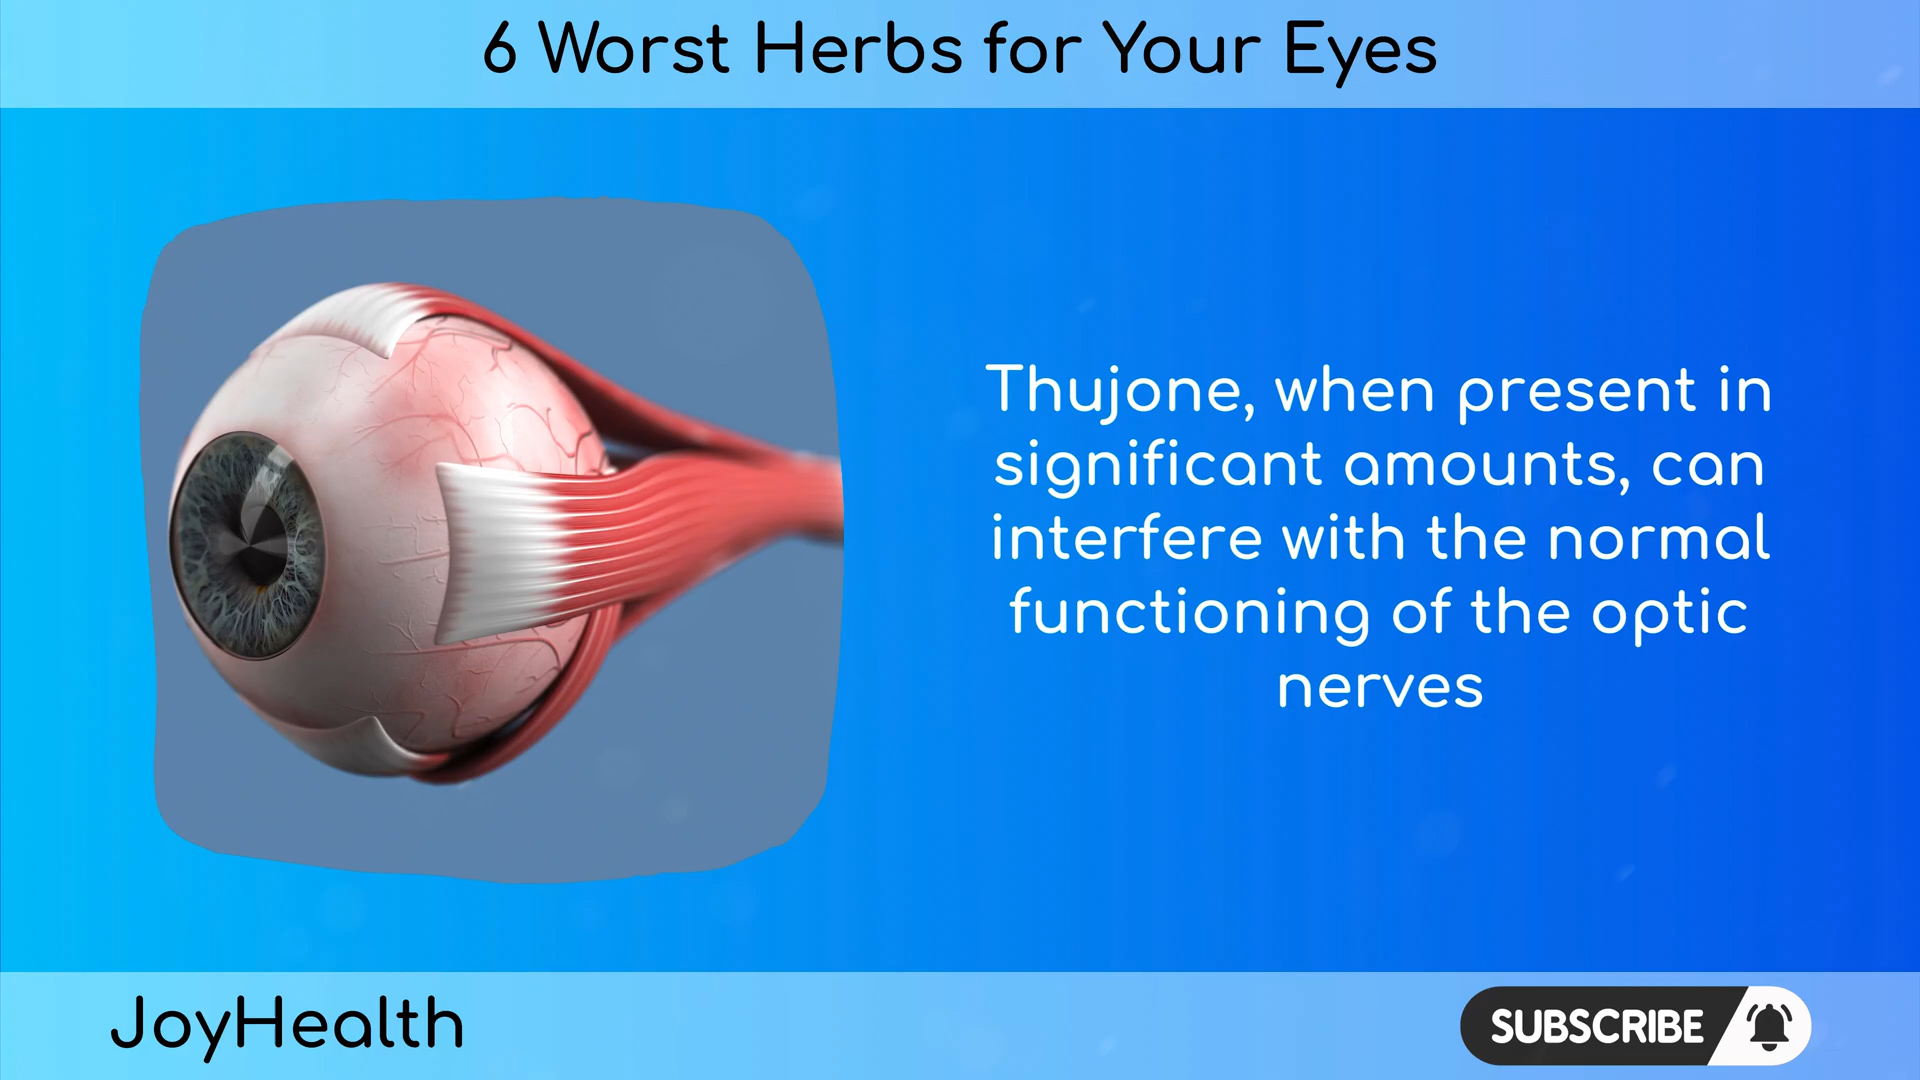 6 Worst Herbs for Your Eyes
Thujone, when present in
significant amounts, can
interfere with the normal
functioning of the optic
nerves
JoyHealth
SUBSCRIBE